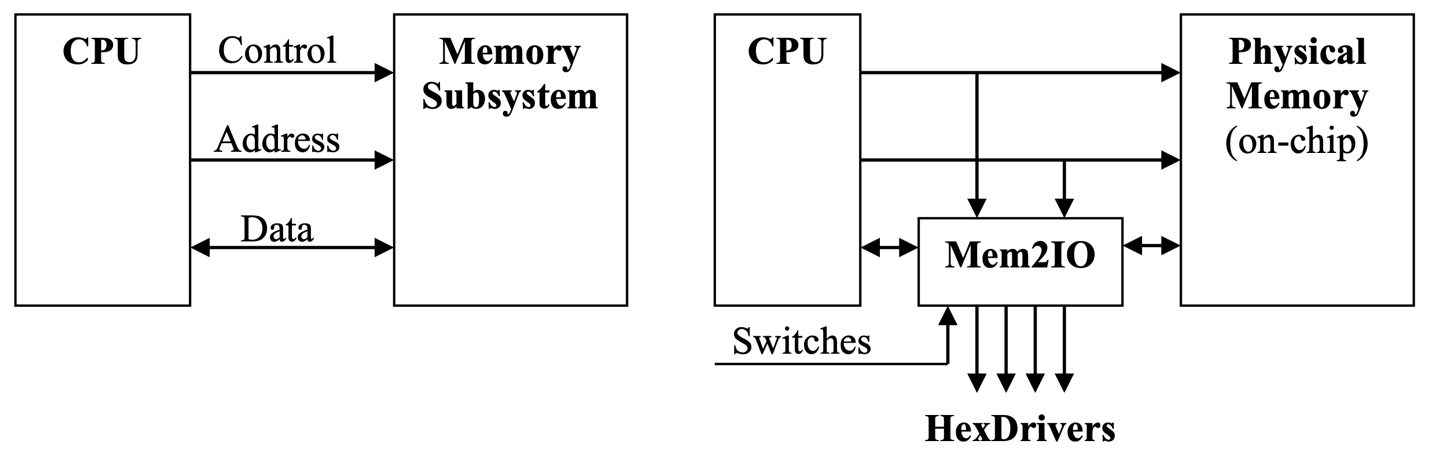 CPU
Control
Address
Data
Memory
Subsystem
CPU
Physical
Memory
(on-chip)
Mem2IO
Switches
HexDrivers